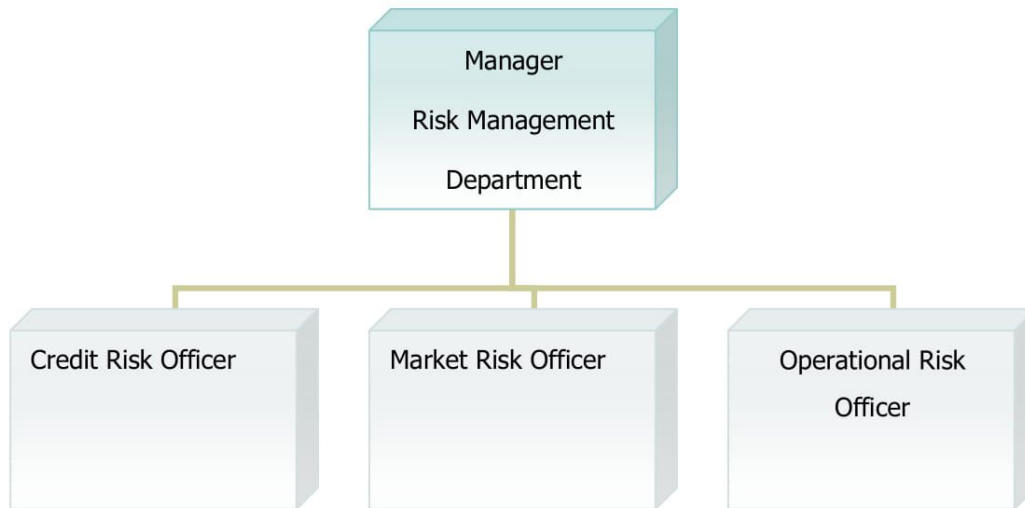 Manager
Risk Management
Department
Credit Risk Officer
Market Risk Officer
Operational Risk
Officer